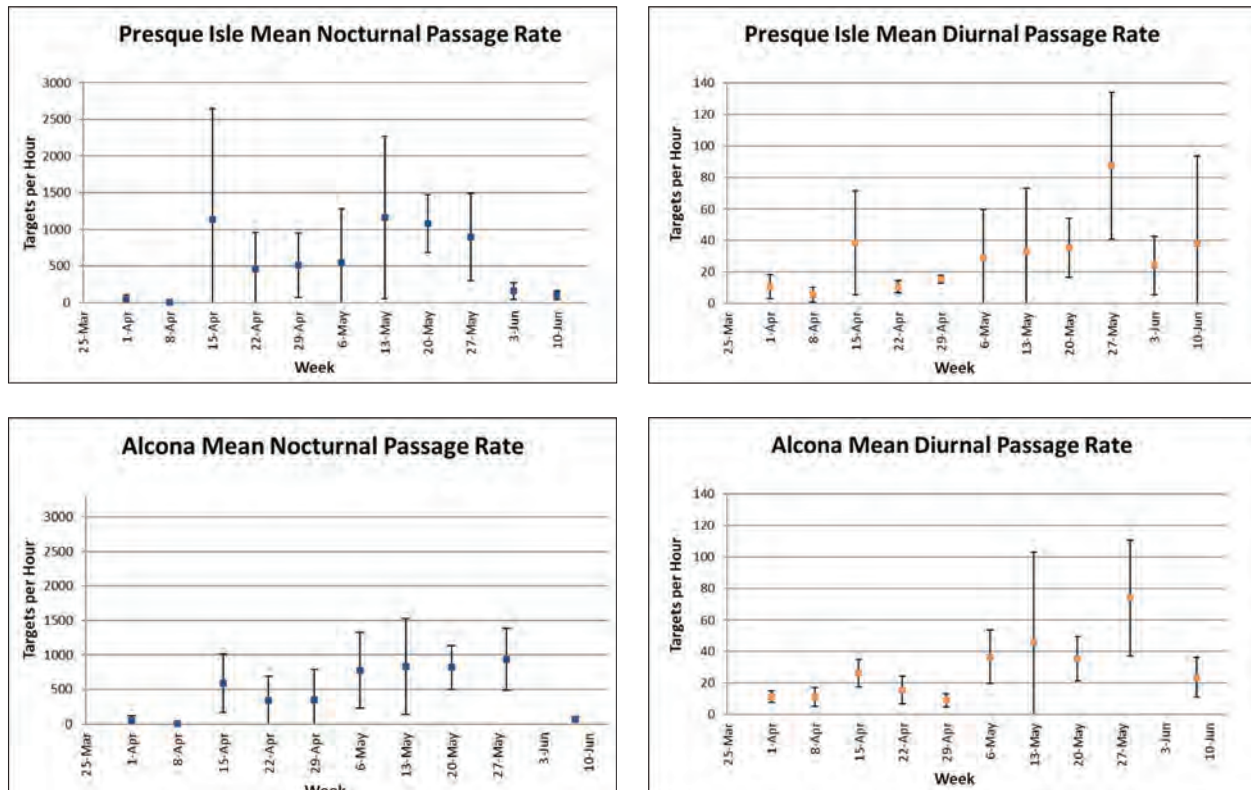 Presque Isle Mean Nocturnal Passage Rate
Targets per Hour
3000
2500
2000
1500
1000
500
0
25-Mar
1-Apr
8-Apr
15-Apr
22-Apr
29-Apr
6-May
13-May
20-May
27-May
3-Jun
10-Jun
Week
Presque Isle Mean Diurnal Passage Rate
Targets per Hour
140
120
100
80
60
40
20
0
25-Mar
1-Apr
8-Apr
15-Apr
22-Apr
29-Apr
6-May
13-May
20-May
27-May
3-Jun
10-Jun
Week
Alcona Mean Nocturnal Passage Rate
Targets per Hour
3000
2500
2000
1500
1000
500
0
25-Mar
1-Apr
8-Apr
15-Apr
22-Apr
29-Apr
6-May
13-May
20-May
27-May
3-Jun
10-Jun
Week
Alcona Mean Diurnal Passage Rate
Targets per Hour
140
120
100
80
60
40
20
0
25-Mar
1-Apr
8-Apr
15-Apr
22-Apr
29-Apr
6-May
13-May
20-May
27-May
3-Jun
10-Jun
Week